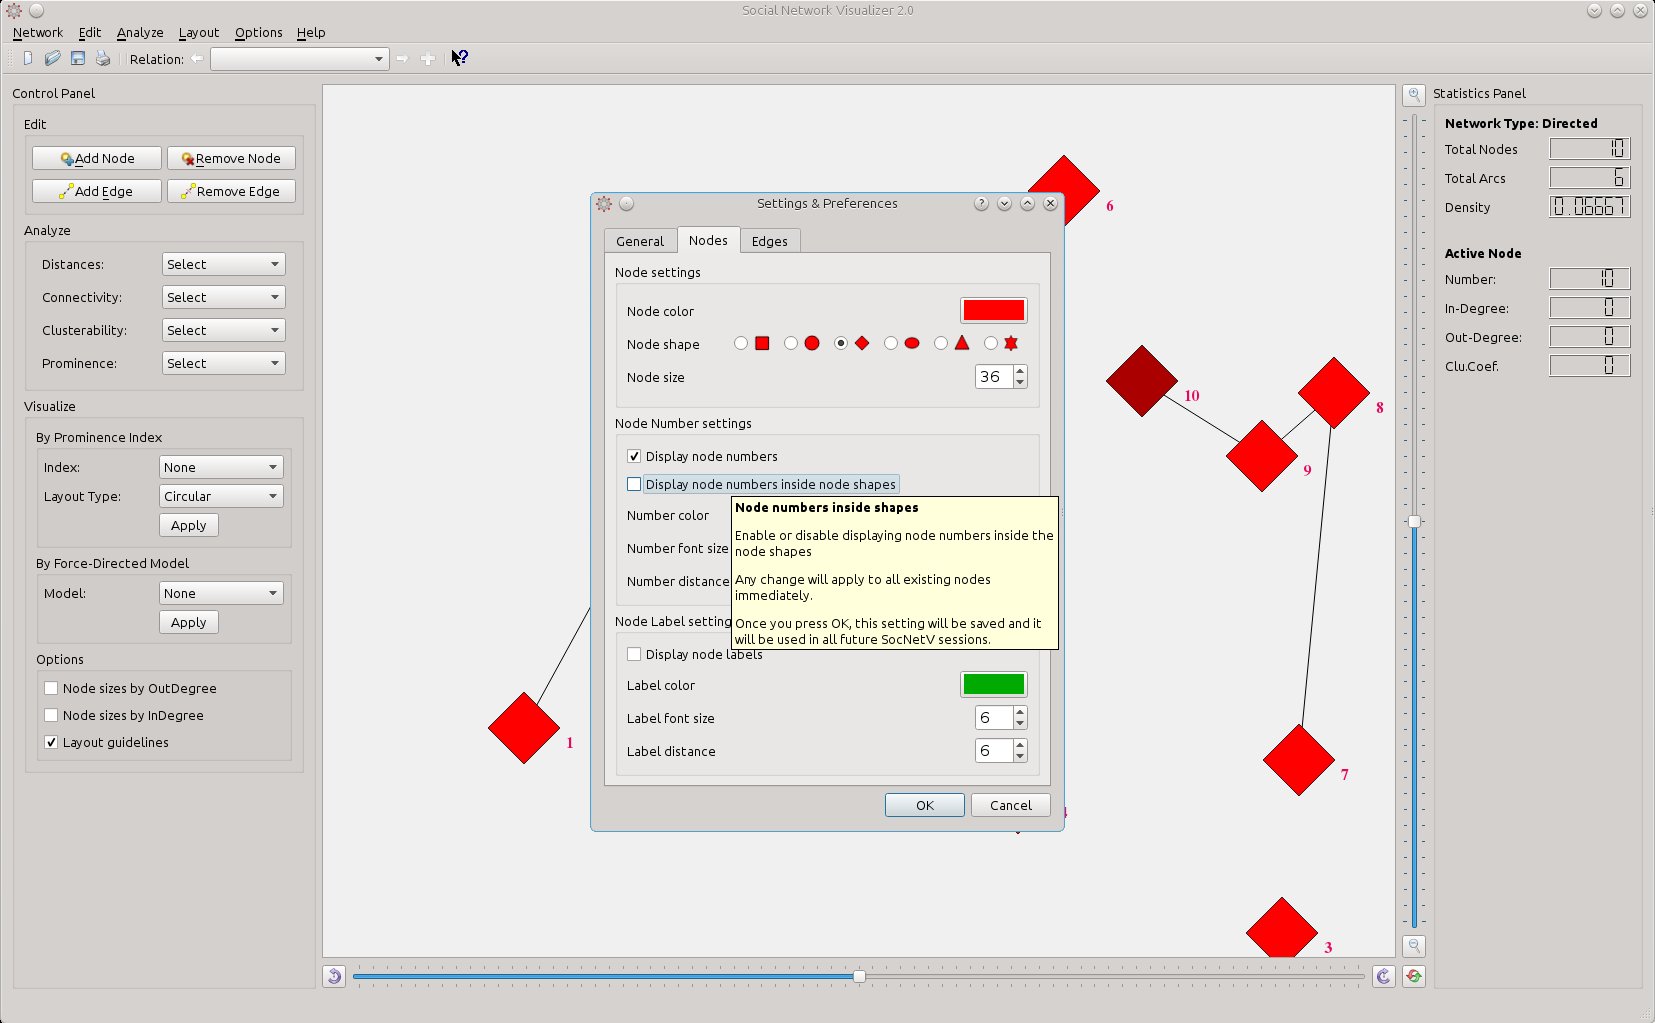 Social Network Visualizer 2.0
Network Edit Analyze Layout Options Help
Relation:
Control Panel
Edit
Add Node Remove Node
Add Edge Remove Edge
Analyze
Distances: Select
Connectivity: Select
Clusterability: Select
Prominence: Select
Visualize
By Prominence Index
Index: None
Layout Type: Circular
Apply
By Force-Directed Model
Model: None
Apply
Options
Node sizes by OutDegree
Node sizes by InDegree
Layout guidelines
6
10
8
9
1
7
3
Settings & Preferences
General Nodes Edges
Node settings
Node color
Node shape
Node size 36
Node Number settings
Display node numbers
Display node numbers inside node shapes
Number color
Number font size
Number distance
Node numbers inside shapes
Enable or disable displaying node numbers inside the
node shapes
Any change will apply to all existing nodes
immediately.
Once you press OK, this setting will be saved and it
will be used in all future SocNetV sessions.
Node Label setting
Display node labels
Label color
Label font size 6
Label distance 6
OK Cancel
Statistics Panel
Network Type: Directed
Total Nodes 10
Total Arcs 6
Density 0.06667
Active Node
Number: 10
In-Degree: 0
Out-Degree: 0
Clu.Coef. 0